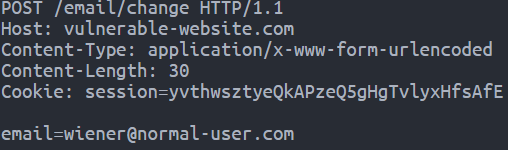 POST /email/change HTTP/1.1
Host: vulnerable-website.com
Content-Type: application/x-www-form-urlencoded
Content-Length: 30
Cookie: session=yvthwsztyeQkAPzeQ5gHgTvlyxHfsAfE
email=wiener@normal-user.com